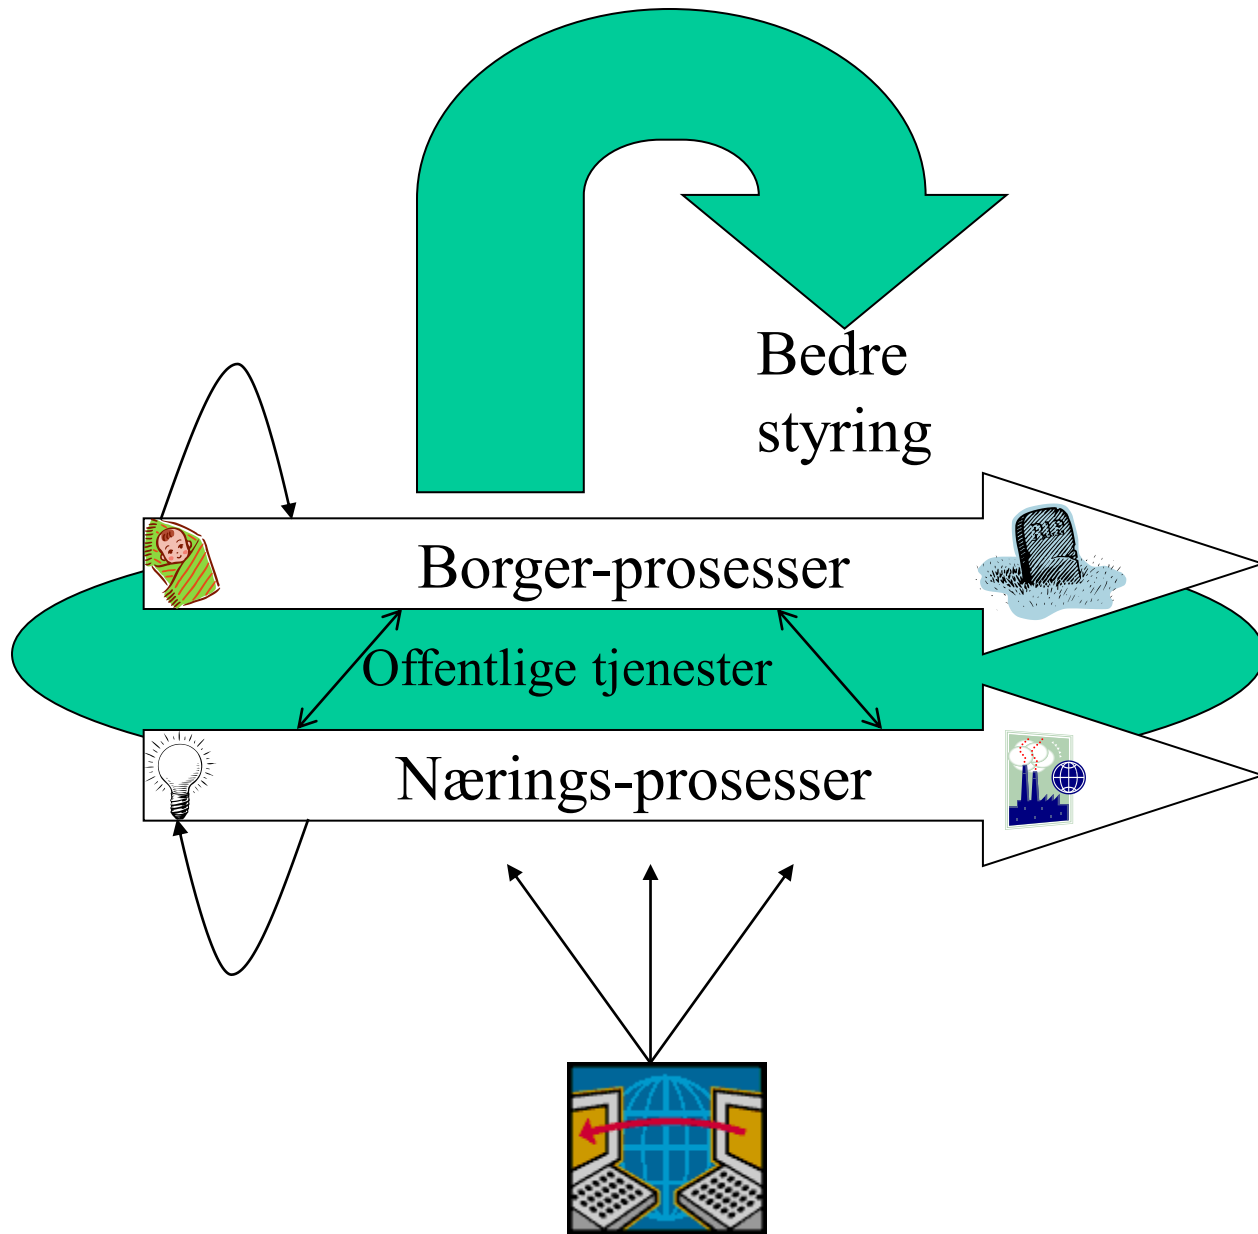 Bedre
styring
R.I.P
Borger-prosesser
Offentlige tjenester
Nærings-prosesser